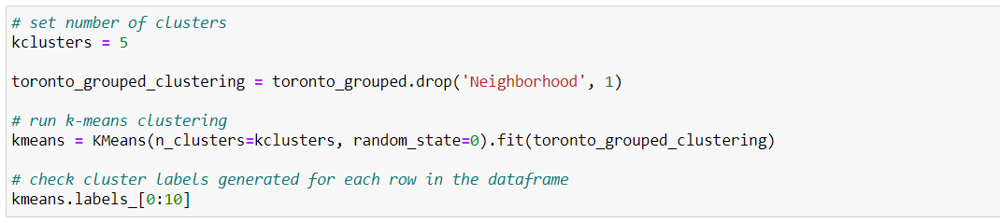 # set number of clusters
kclusters = 5
toronto_grouped_clustering = toronto_grouped.drop('Neighborhood', 1)
# run k-means clustering
kmeans = KMeans(n_clusters=kclusters, random_state=0).fit(toronto_grouped_clustering)
# check cluster labels generated for each row in the dataframe
kmeans.labels_[0:10]